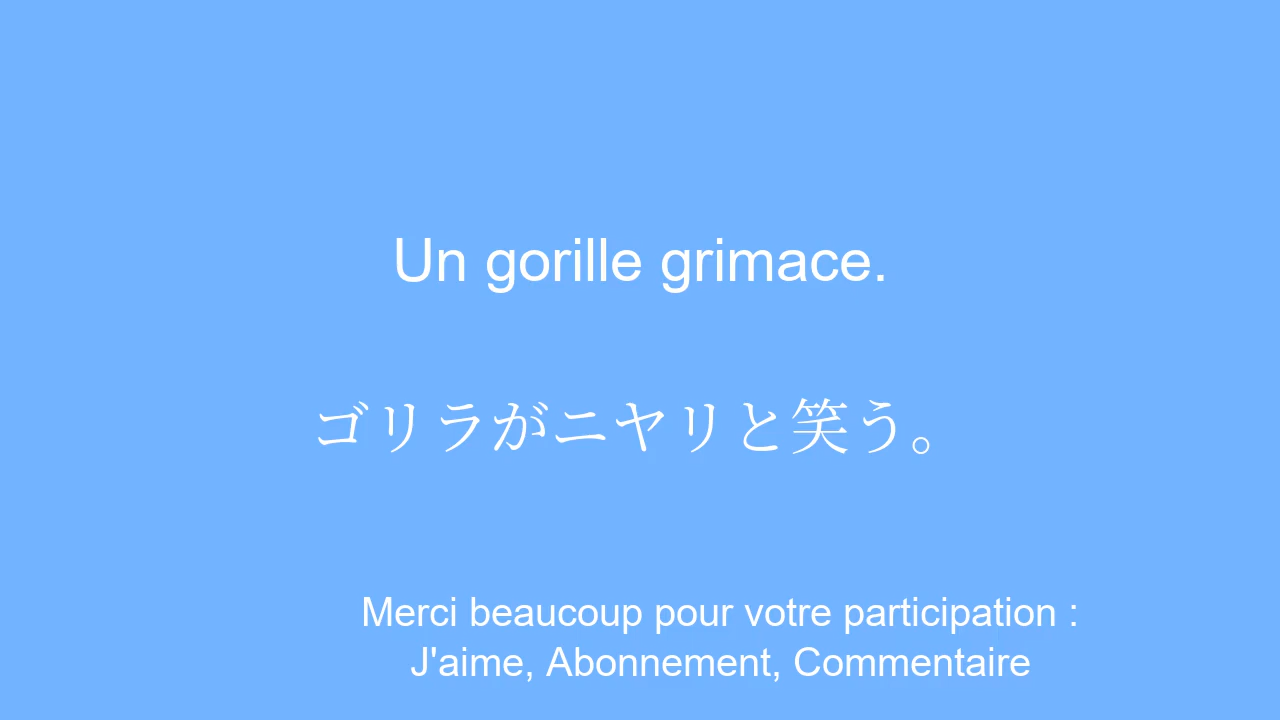 Un gorille grimace.
ゴリラがニヤリと笑う。
Merci beaucoup pour votre participation :
J'aime, Abonnement, Commentaire